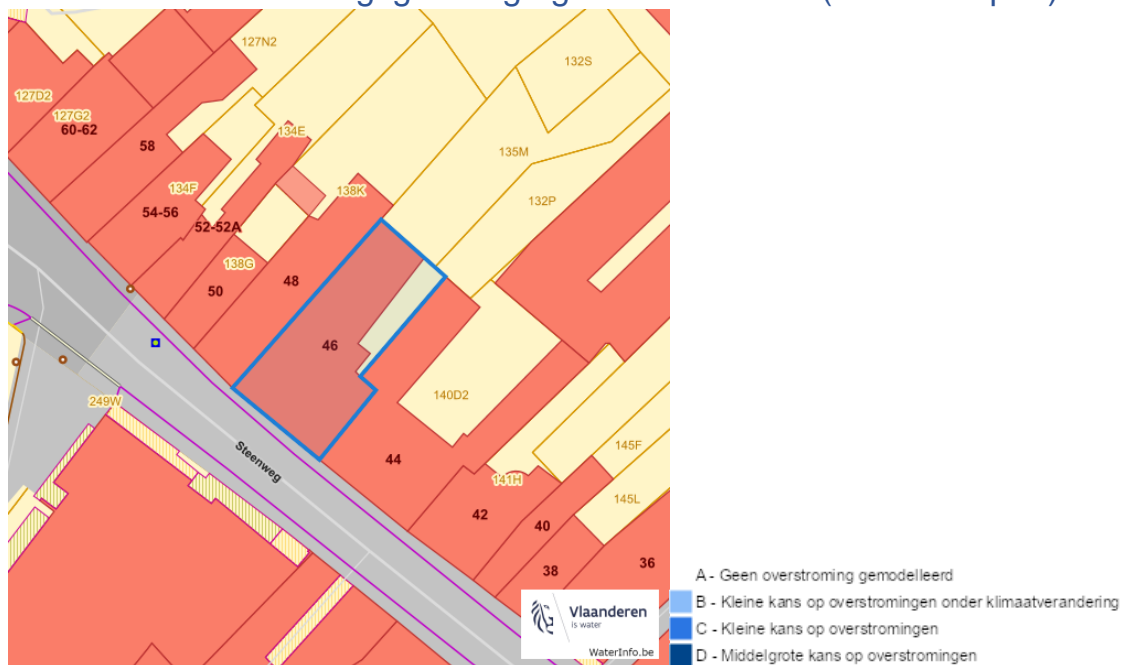 127N2
132S
127D2
127G2
60-62
134E
58
135M
134F
138K
132P
54-56
52-52A
138G
48
50
46
140D2
249W
Steenweg
44
145F
141H
145L
42
40
38
36
Vlaanderen
is water
WaterInfo.be
A - Geen overstroming gemodelleerd
B - Kleine kans op overstromingen onder klimaatverandering
C - Kleine kans op overstromingen
D - Middelgrote kans op overstromingen